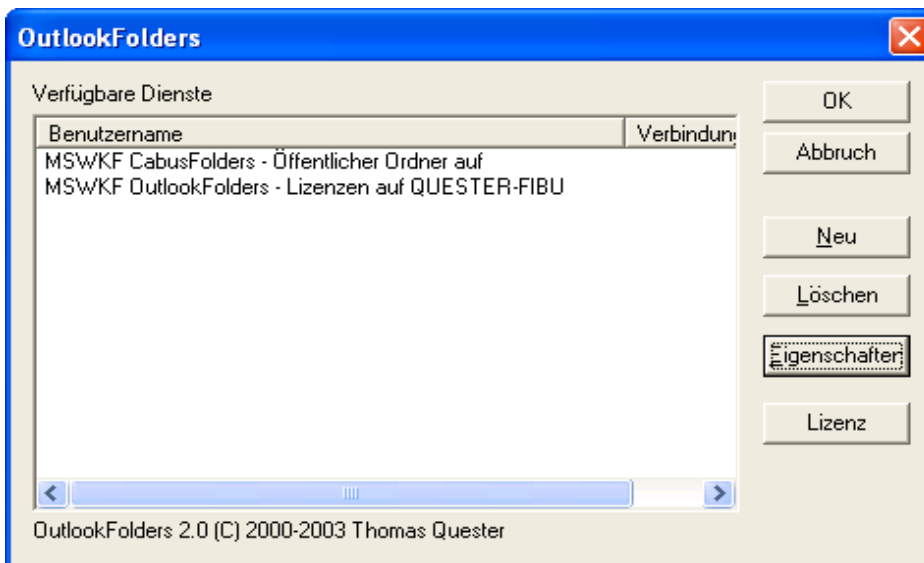 OutlookFolders
Verfügbare Dienste
Benutzername Verbindung
MSWKF CabusFolders - Öffentlicher Ordner auf
MSWKF OutlookFolders - Lizenzen auf QUESTER-FIBU
OK
Abbruch
Neu
Löschen
Eigenschaften
Lizenz
OutlookFolders 2.0 (C) 2000-2003 Thomas Quester